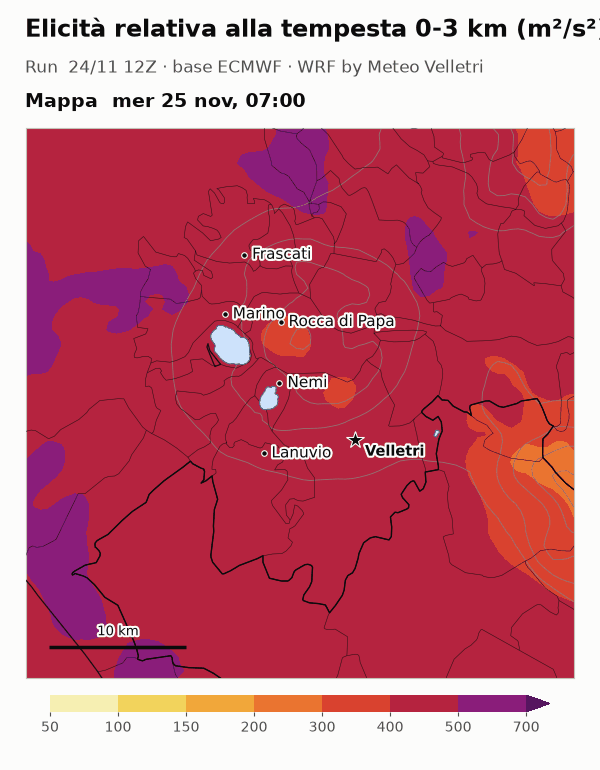 Elicità relativa alla tempesta 0-3 km (m²/s²)
Run  24/11 12Z · base ECMWF · WRF by Meteo Velletri
Mappa  mer 25 nov, 07:00
Frascati
Marino
Rocca di Papa
Nemi
Velletri
Lanuvio
10 km
50 100 150 200 300 400 500 700